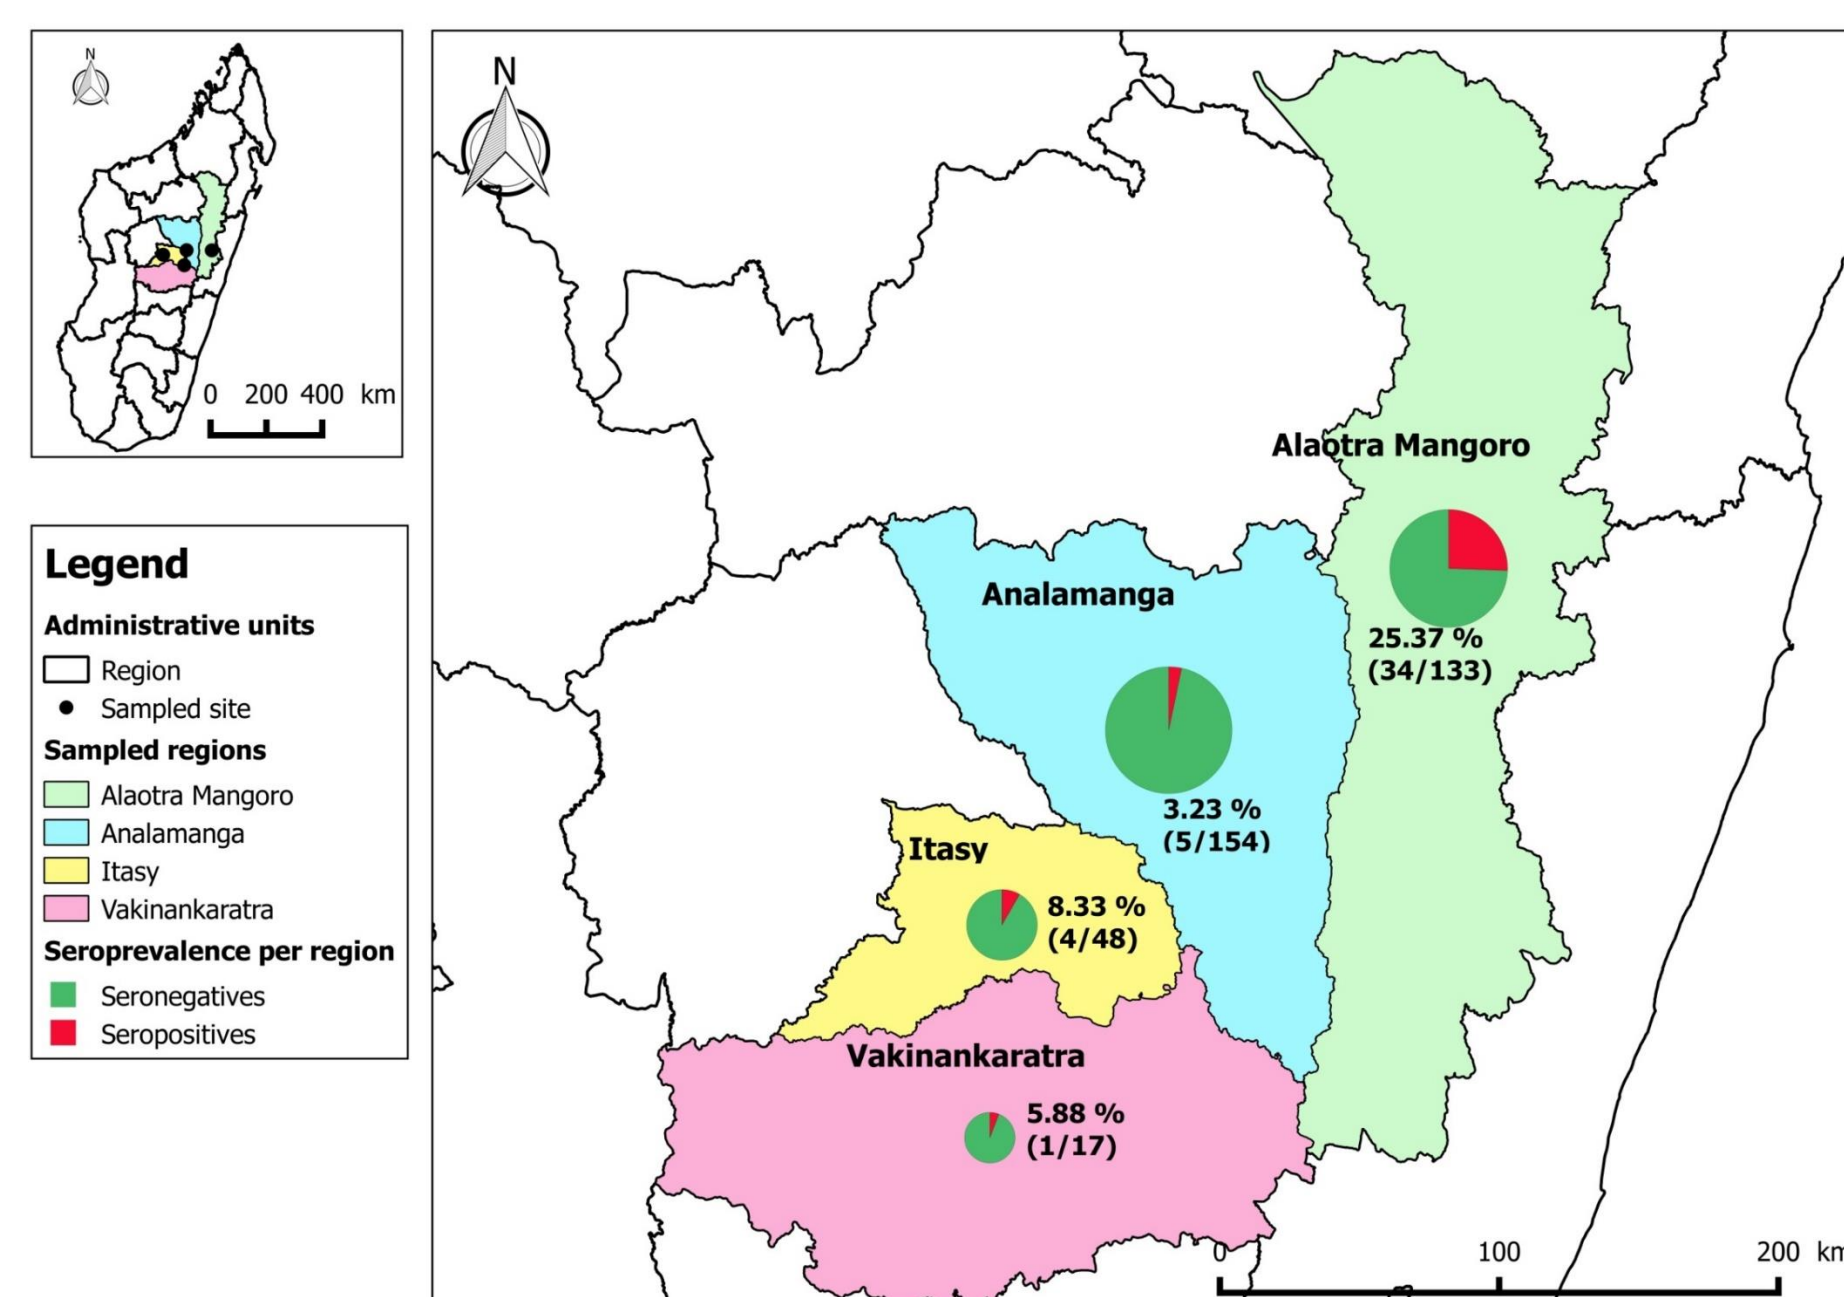 N
0 200 400 km
Legend
Administrative units
Region
Sampled site
Sampled regions
Alaotra Mangoro
Analamanga
Itasy
Vakinankaratra
Seroprevalence per region
Seronegatives
Seropositives
N
Alaotra Mangoro
25.37 %
(34/133)
Analamanga
3.23 %
(5/154)
Itasy
8.33 %
(4/48)
Vakinankaratra
5.88 %
(1/17)
0 100 200 km